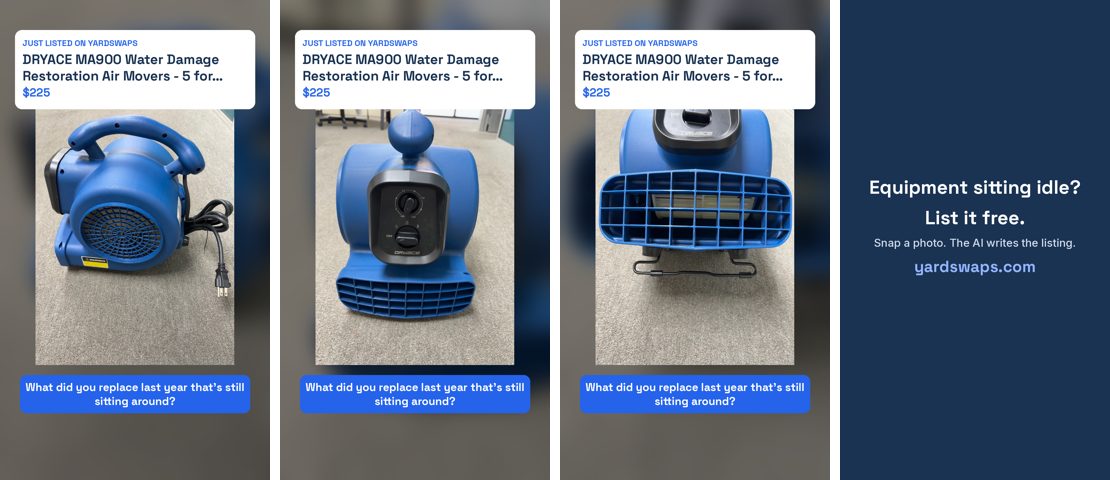 JUST LISTED ON YARDSWAPS
DRYACE MA900 Water Damage
Restoration Air Movers - 5 for...
$225
What did you replace last year that's still
sitting around?
JUST LISTED ON YARDSWAPS
DRYACE MA900 Water Damage
Restoration Air Movers - 5 for...
$225
DRYACE
What did you replace last year that's still
sitting around?
JUST LISTED ON YARDSWAPS
DRYACE MA900 Water Damage
Restoration Air Movers - 5 for...
$225
DRYACE
What did you replace last year that's still
sitting around?
Equipment sitting idle?
List it free.
Snap a photo. The AI writes the listing.
yardswaps.com